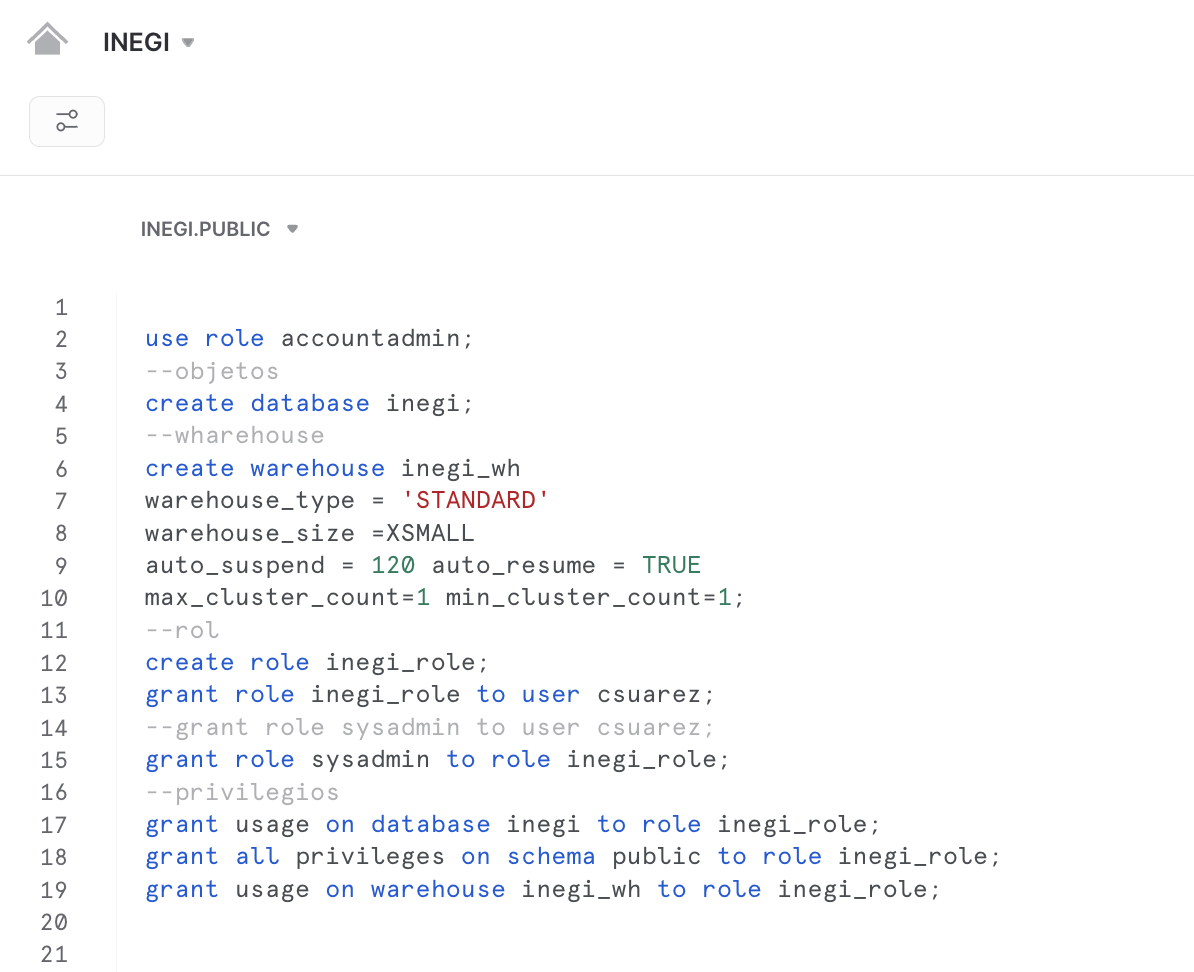 INEGI
INEGI.PUBLIC
1
2 use role accountadmin;
3 --objetos
4 create database inegi;
5 --wharehouse
6 create warehouse inegi_wh
7 warehouse_type = 'STANDARD'
8 warehouse_size =XSMALL
9 auto_suspend = 120 auto_resume = TRUE
10 max_cluster_count=1 min_cluster_count=1;
11 --rol
12 create role inegi_role;
13 grant role inegi_role to user csuarez;
14 --grant role sysadmin to user csuarez;
15 grant role sysadmin to role inegi_role;
16 --privilegios
17 grant usage on database inegi to role inegi_role;
18 grant all privileges on schema public to role inegi_role;
19 grant usage on warehouse inegi_wh to role inegi_role;
20
21